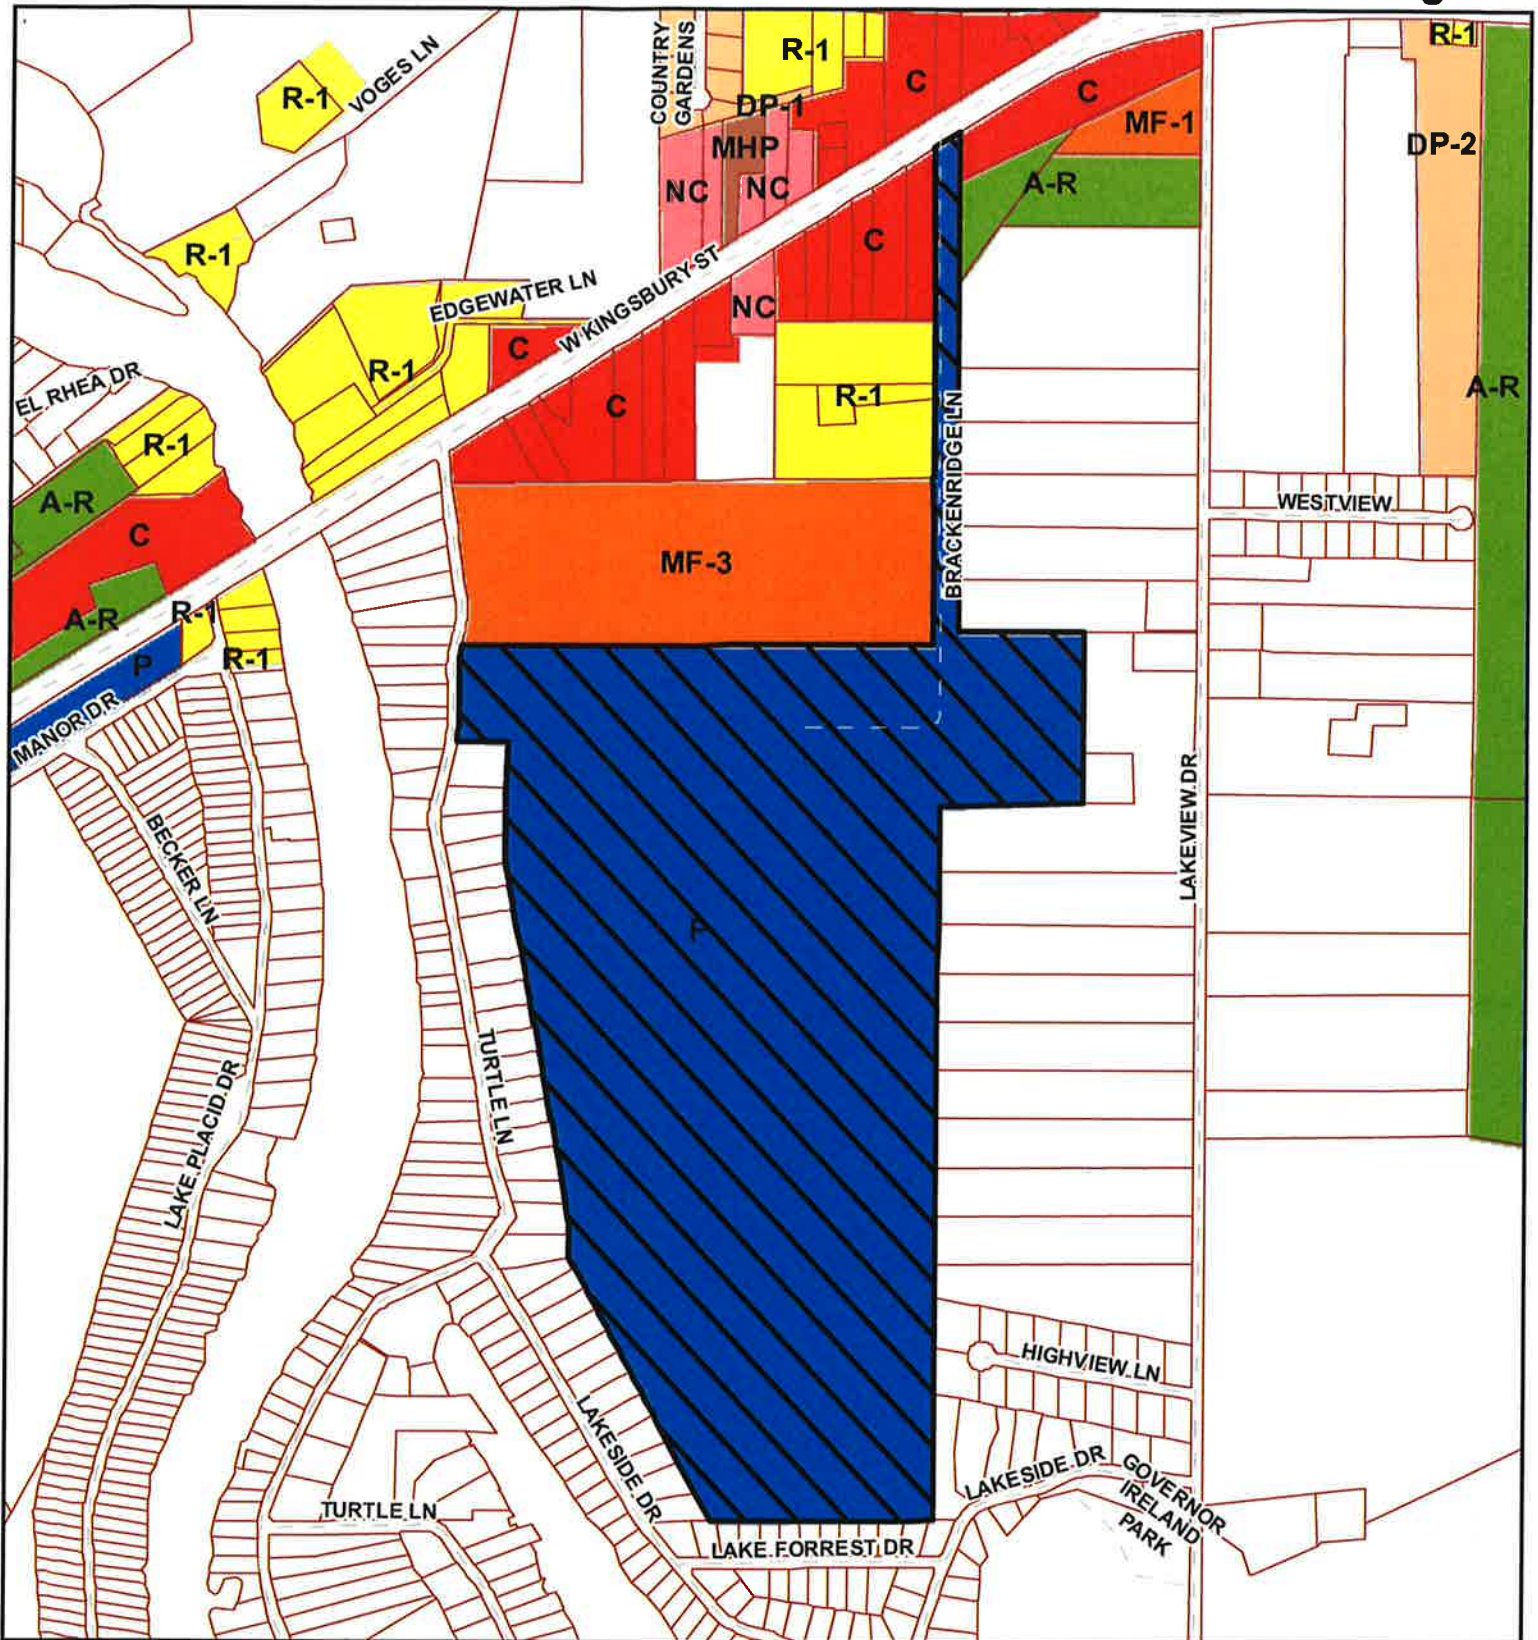 g
COUNTRY
GARDENS
R-1
C
R-1
C
MF-1
R-1
VOGES LN
DP-1
MHP
NC
NC
A-R
DP-2
R-1
C
EDGEWATER LN
W KINGSBURY ST
NC
C
R-1
EL RHEA DR
R-1
C
R-1
A-R
BRACKENRIDGE LN
R-1
A-R
C
WESTVIEW
MF-3
A-R
R-1
P
R-1
MANOR DR
BECKER LN
LAKEVIEW DR
P
TURTLE LN
LAKE PLACID DR
HIGHVIEW LN
LAKESIDE DR
LAKESIDE DR
GOVERNOR
IRELAND
PARK
TURTLE LN
LAKE FORREST DR